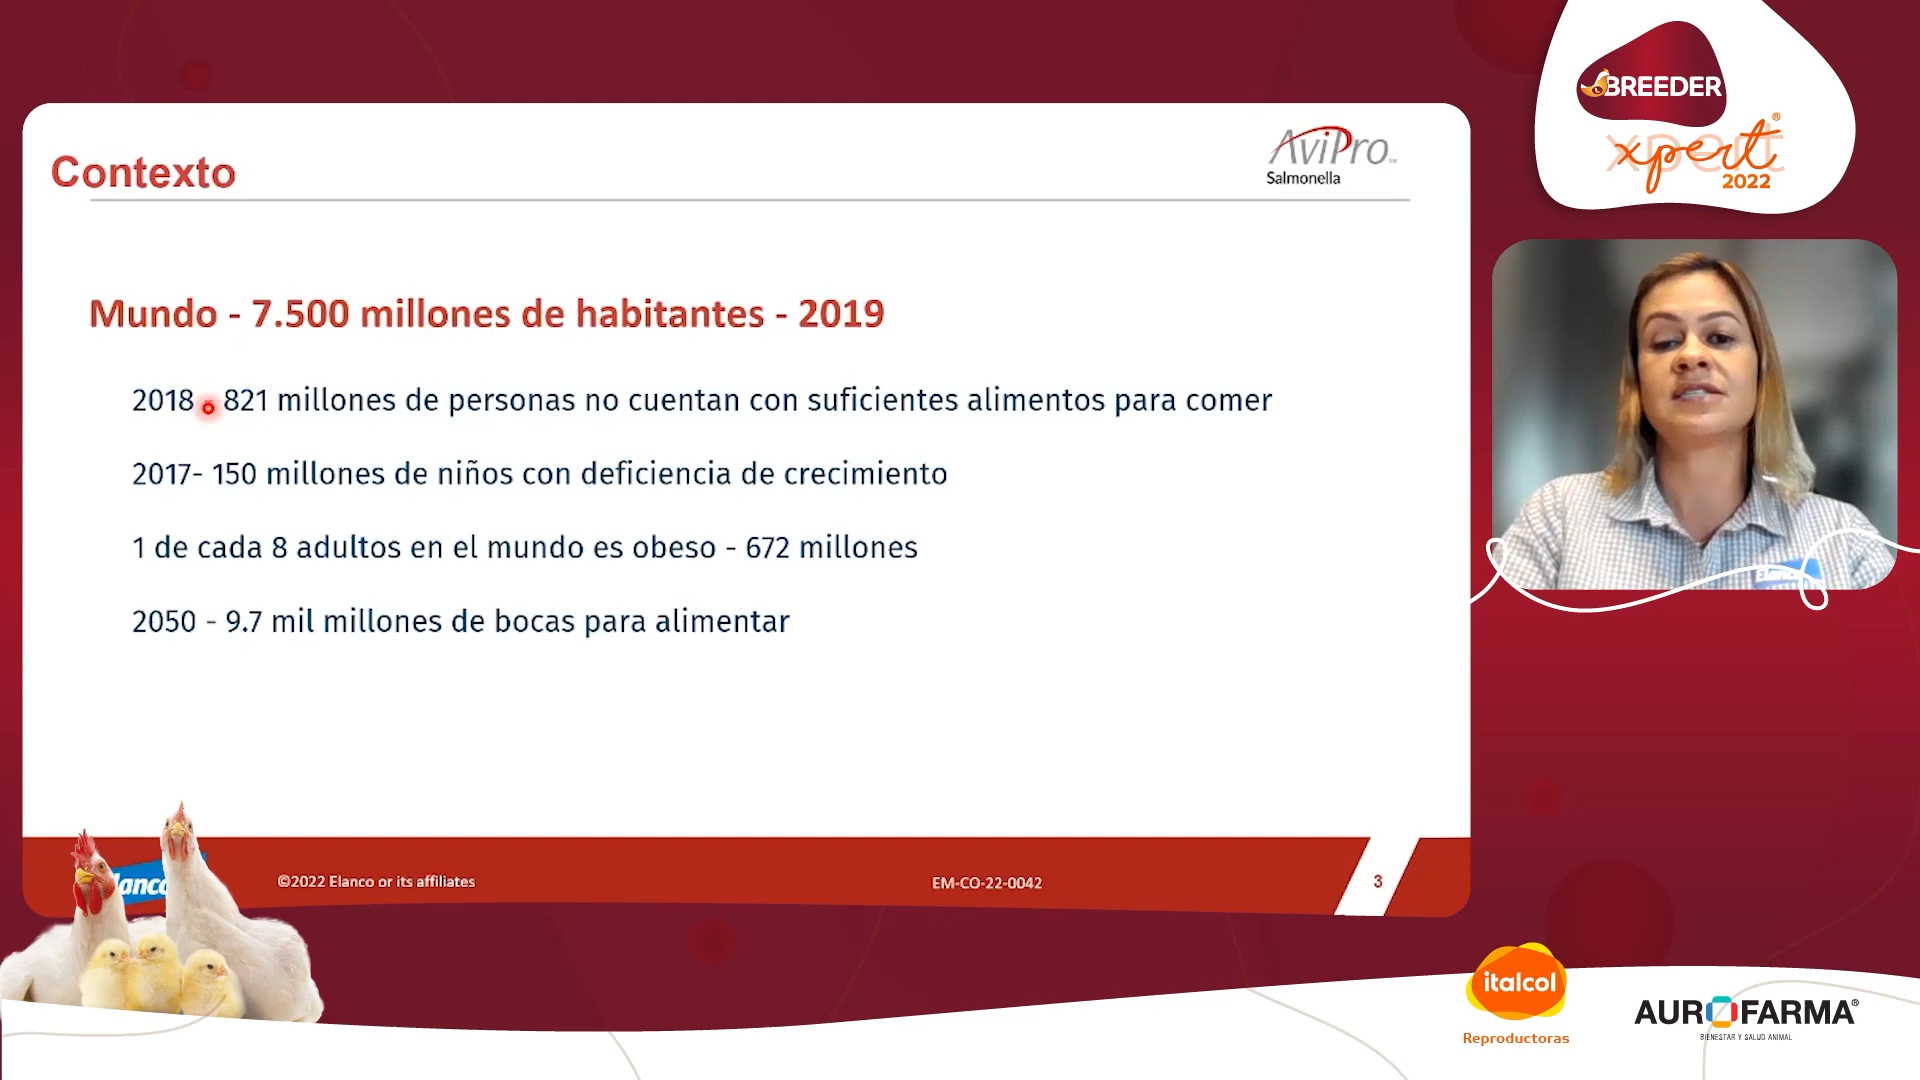 Contexto
AviPro
Salmonella
Mundo - 7.500 millones de habitantes - 2019
2018 - 821 millones de personas no cuentan con suficientes alimentos para comer
2017- 150 millones de niños con deficiencia de crecimiento
1 de cada 8 adultos en el mundo es obeso - 672 millones
2050 - 9.7 mil millones de bocas para alimentar
©2022 Elanco or its affiliates
EM-CO-22-0042
3
BREEDER
xpert®
2022
Elanco
italcol
Reproductoras
AUROFARMA®
BIENESTAR Y SALUD ANIMAL